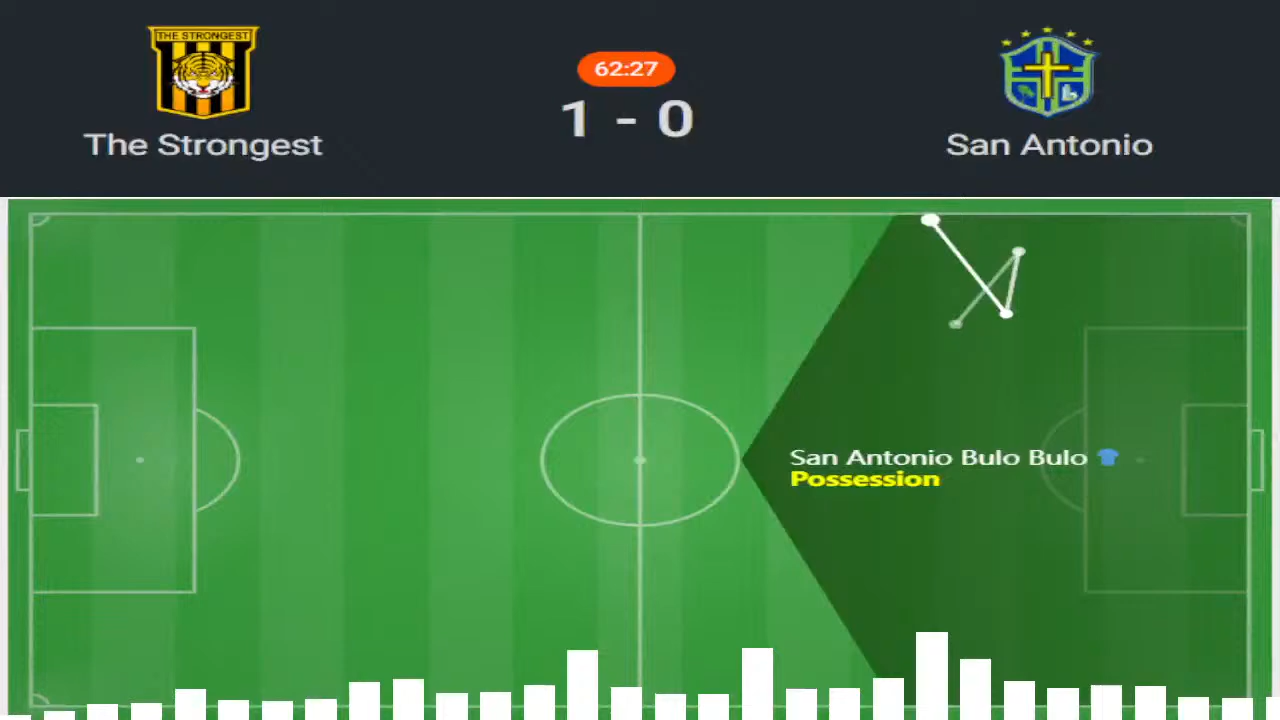 THE STRONGEST
62:27
1 - 0
The Strongest
San Antonio
San Antonio Bulo Bulo
Possession